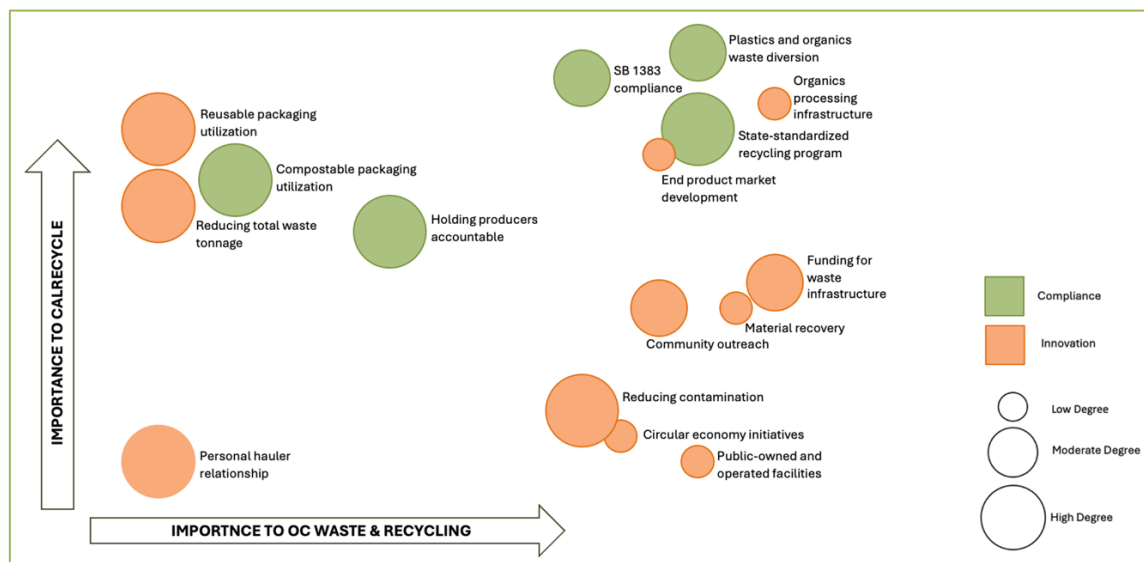 Plastics and organics
waste diversion
SB 1383
compliance
Organics
processing
infrastructure
Reusable packaging
utilization
State-standardized
recycling program
Compostable packaging
utilization
End product market
development
Reducing total waste
tonnage
Holding producers
accountable
Funding for
waste
infrastructure
Material recovery
Community outreach
Reducing contamination
Circular economy initiatives
Public-owned and
operated facilities
Personal hauler
relationship
IMPORTANCE TO CALRECYCLE
IMPORTNCE TO OC WASTE & RECYCLING
Compliance
Innovation
Low Degree
Moderate Degree
High Degree